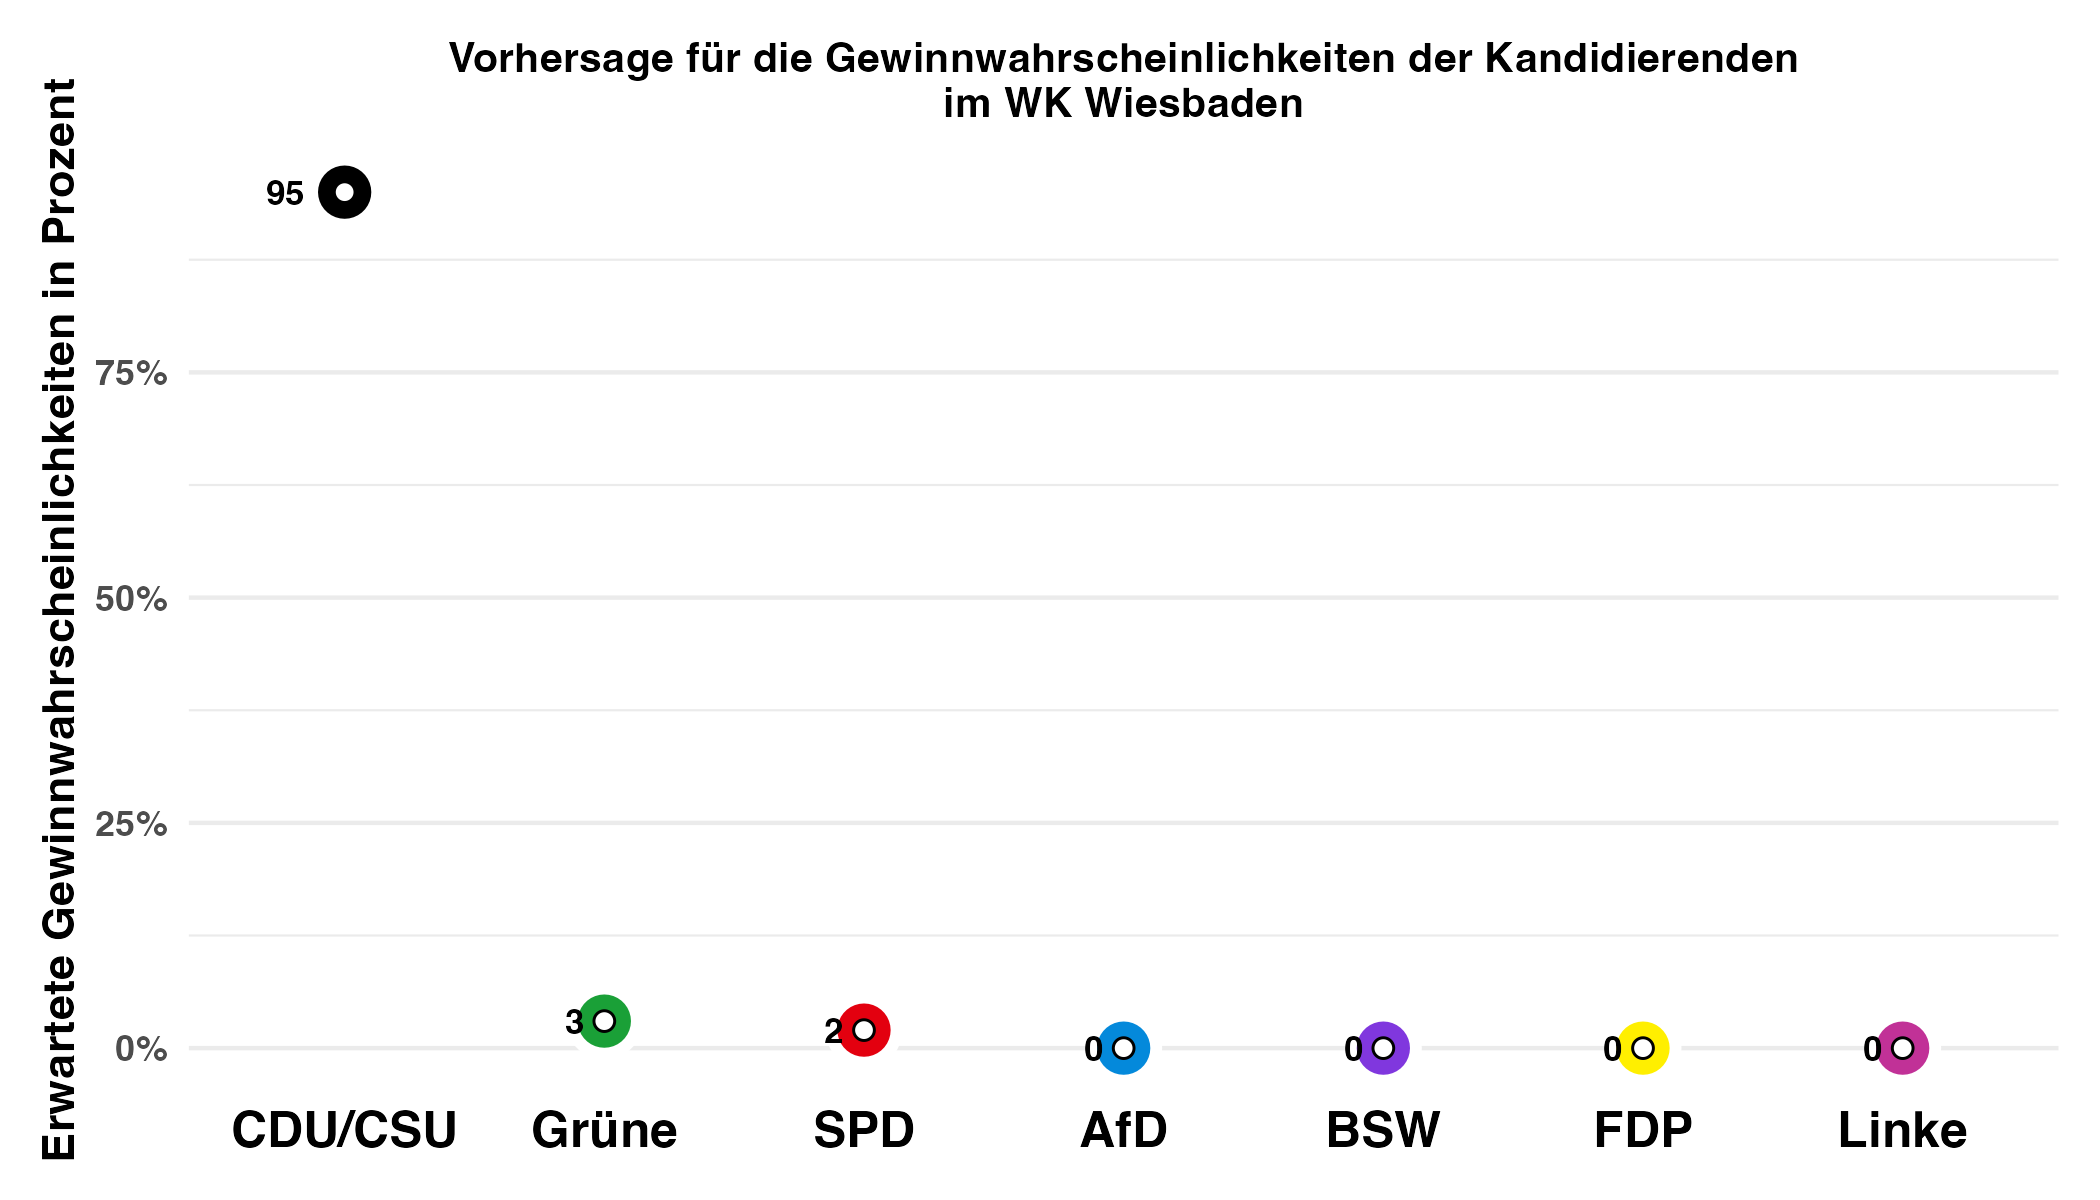 Vorhersage für die Gewinnwahrscheinlichkeiten der Kandidierenden
im WK Wiesbaden
Erwartete Gewinnwahrscheinlichkeiten in Prozent
95
75%
50%
25%
0%
3
2
0
0
0
0
CDU/CSU
Grüne
SPD
AfD
BSW
FDP
Linke